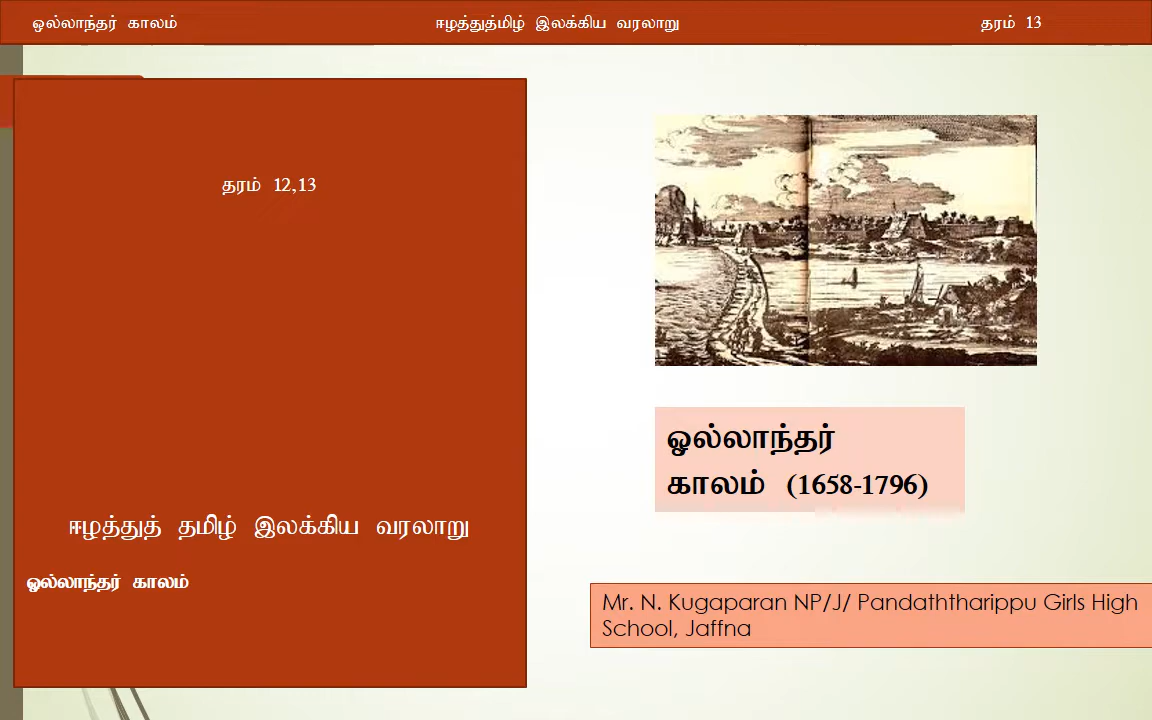 ஒல்லாந்தர் காலம் ஈழத்துத்மிழ் இலக்கிய வரலாறு தரம் 13
தரம் 12,13
ஈழத்துத் தமிழ் இலக்கிய வரலாறு
ஒல்லாந்தர் காலம்
ஒல்லாந்தர்
காலம் (1658-1796)
Mr. N. Kugaparan NP/J/ Pandaththarippu Girls High
School, Jaffna